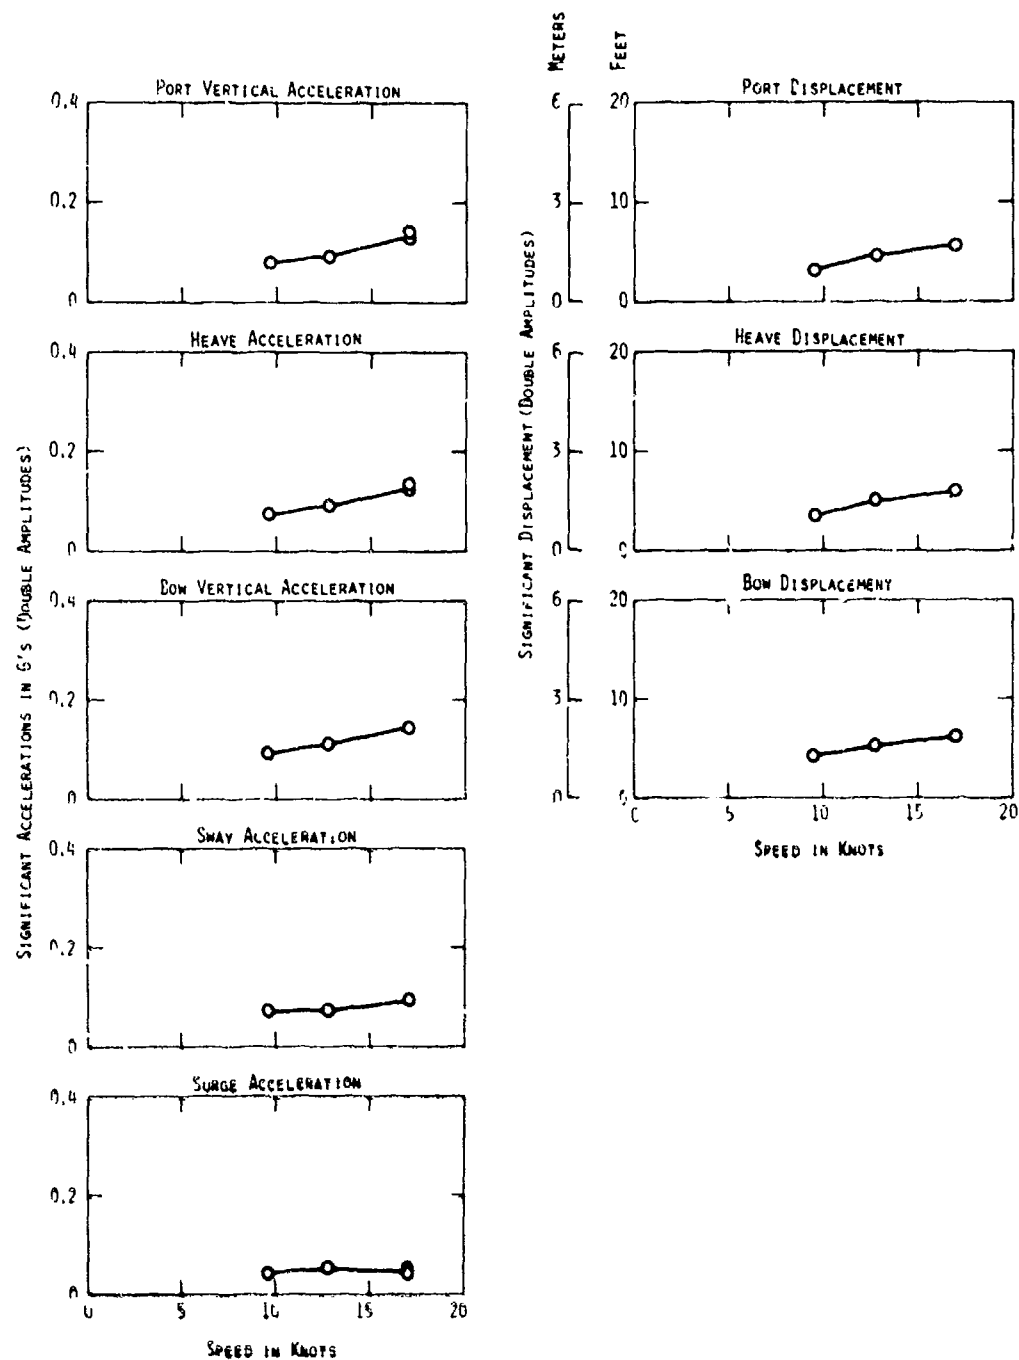 METERS
FEET
PORT VERTICAL ACCELERATION
0.4
0.2
0
HEAVE ACCELERATION
0.4
0.2
0
BOW VERTICAL ACCELERATION
0.4
0.2
0
SWAY ACCELERATION
0.4
0.2
0
SURGE ACCELERATION
0.4
0.2
0
0 5 10 15 20
SPEED IN KNOTS
SIGNIFICANT ACCELERATIONS IN G'S (DOUBLE AMPLITUDES)
SIGNIFICANT DISPLACEMENT (DOUBLE AMPLITUDES)
PORT DISPLACEMENT
6 20
3 10
0 0
HEAVE DISPLACEMENT
6 20
3 10
0 0
BOW DISPLACEMENT
6 20
3 10
0 0
0 5 10 15 20
SPEED IN KNOTS